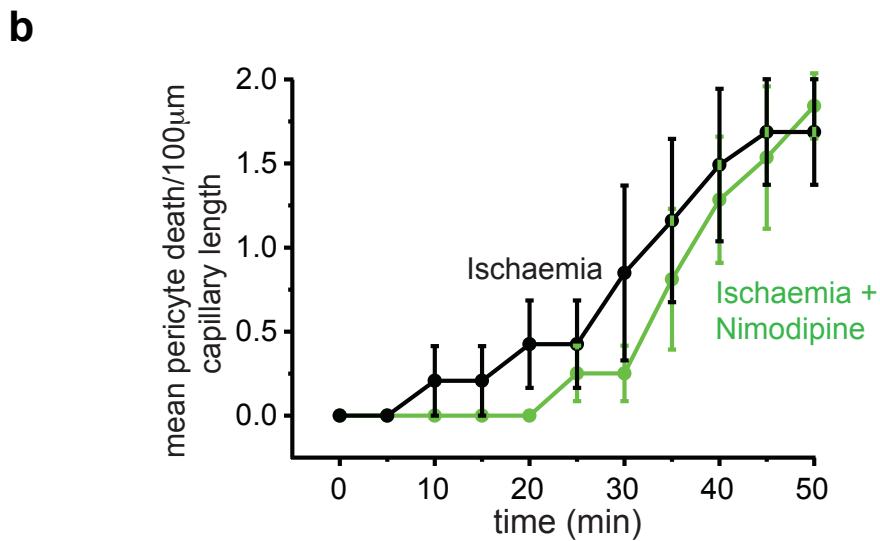 b
mean pericyte death/100μm
capillary length
2.0
1.5
1.0
0.5
0.0
Ischaemia
Ischaemia +
Nimodipine
0 10 20 30 40 50
time (min)